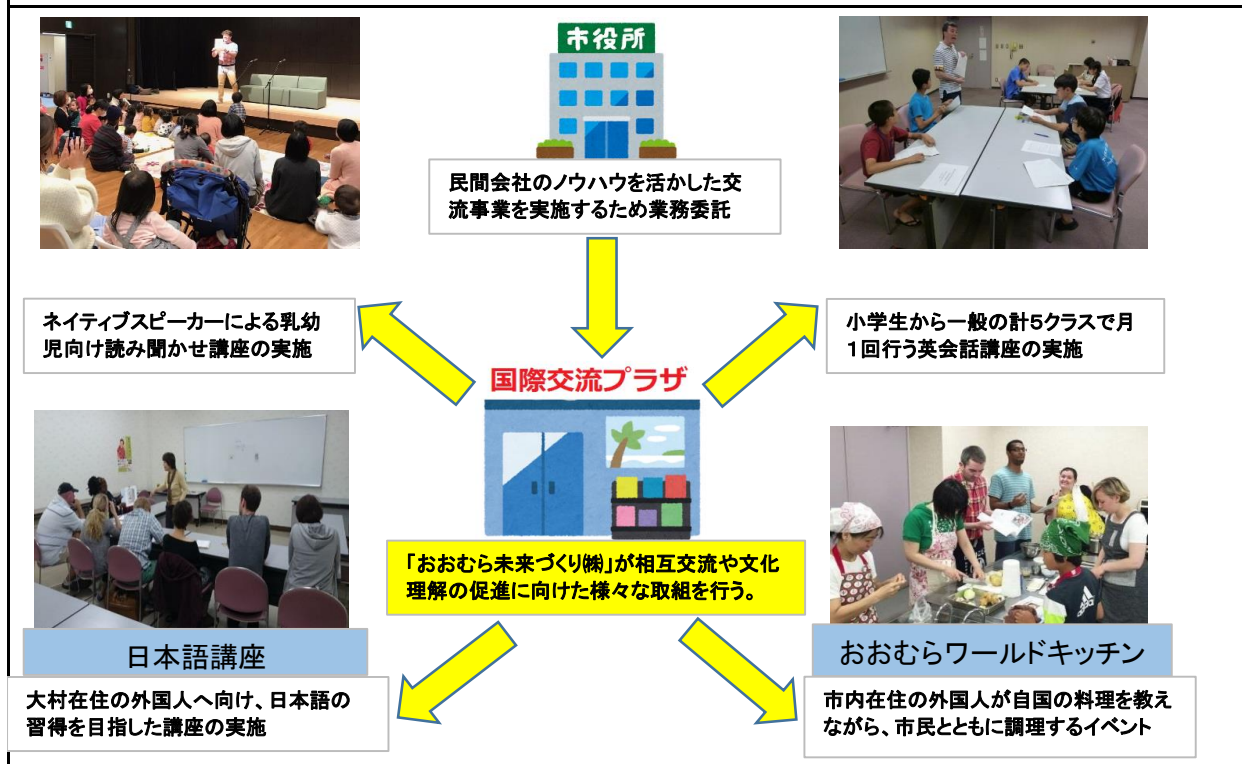 市役所
民間会社のノウハウを活かした交
流事業を実施するため業務委託
ネイティブスピーカーによる乳幼
児向け読み聞かせ講座の実施
小学生から一般の計5クラスで月
1回行う英会話講座の実施
国際交流プラザ
「おおむら未来づくり㈱」が相互交流や文化
理解の促進に向けた様々な取組を行う。
日本語講座
大村在住の外国人へ向け、日本語の
習得を目指した講座の実施
おおむらワールドキッチン
市内在住の外国人が自国の料理を教え
ながら、市民とともに調理するイベント